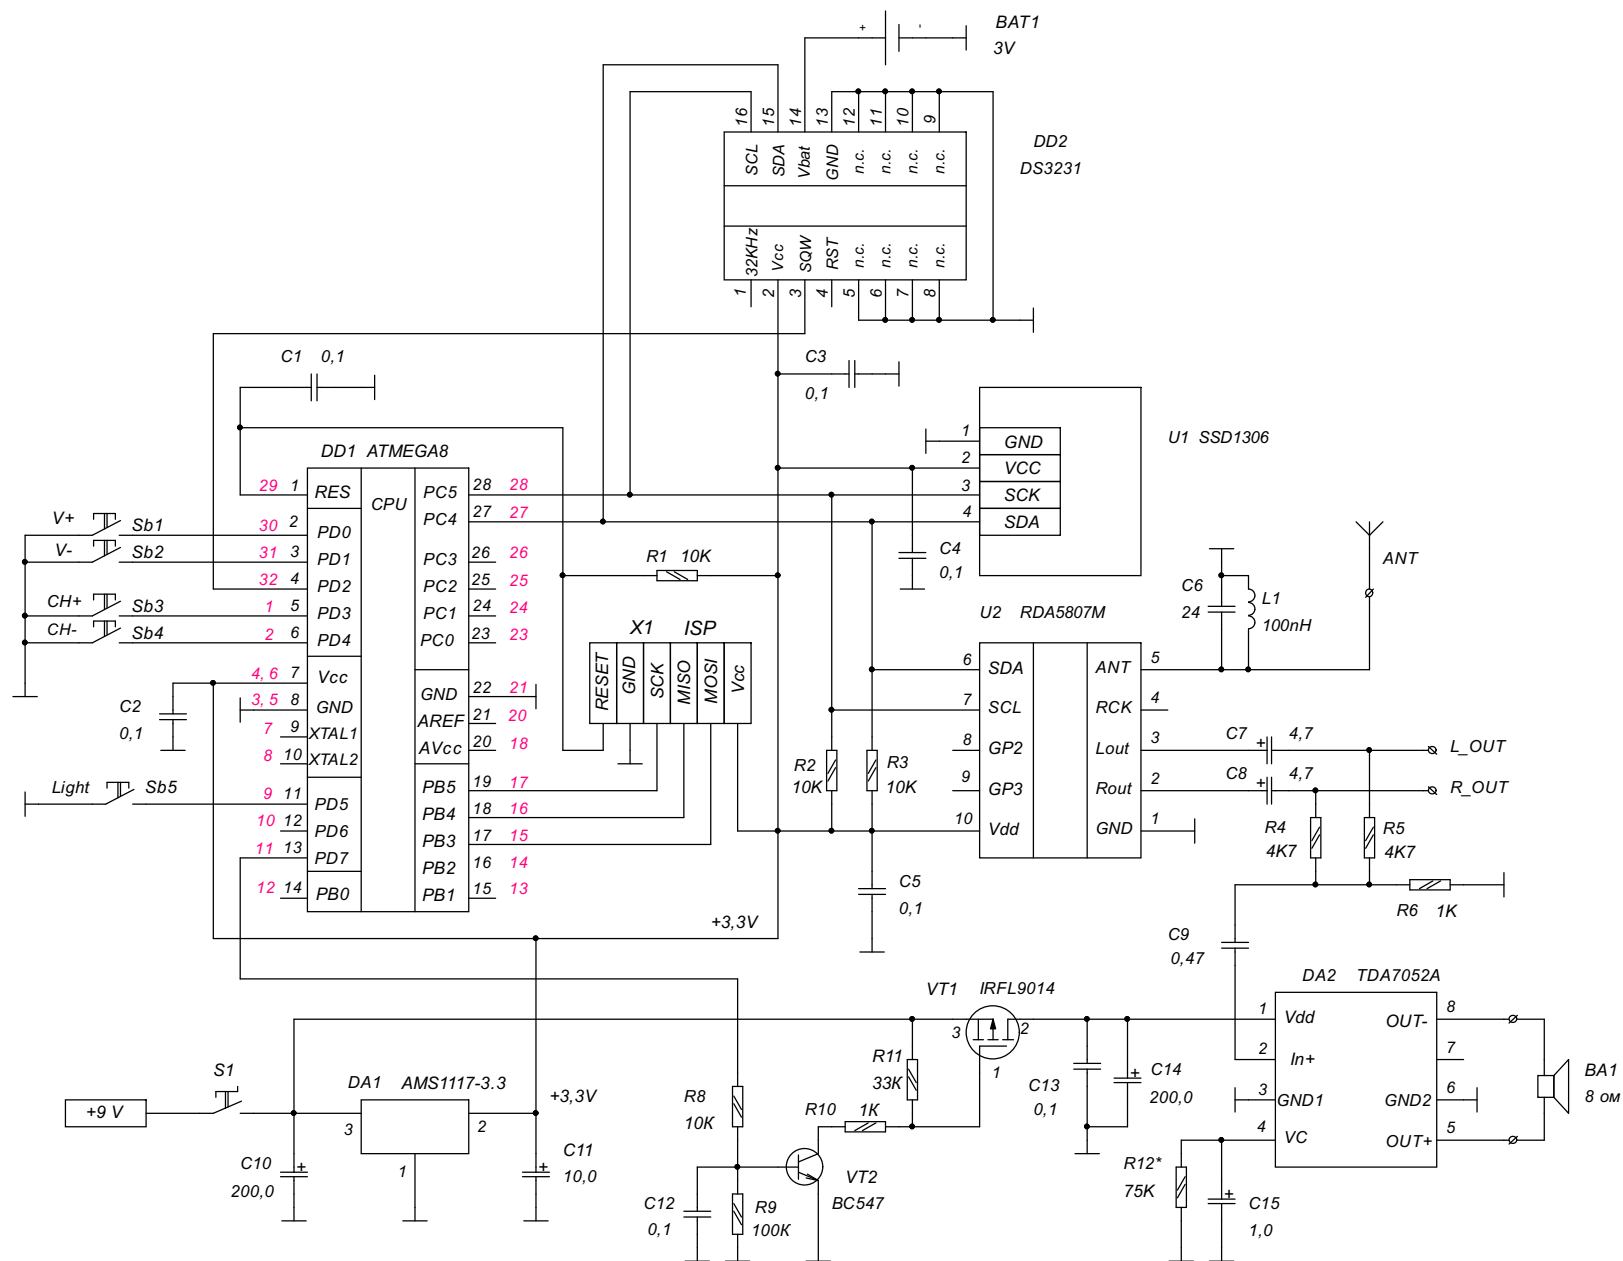 + - BAT1
3V
16 15 14 13 12 11 10 9
SCL SDA Vbat GND n.c. n.c. n.c. n.c.
DD2
DS3231
32KHz Vcc SQW RST n.c. n.c. n.c. n.c.
1 2 3 4 5 6 7 8
C1 0,1
C3
0,1
U1 SSD1306
1 GND
2 VCC
3 SCK
4 SDA
C4
0,1
DD1 ATMEGA8
CPU
29 1 RES
V+ Sb1 30 2 PD0
V- Sb2 31 3 PD1
32 4 PD2
CH+ Sb3 1 5 PD3
CH- Sb4 2 6 PD4
4, 6 7 Vcc
3, 5 8 GND
7 9 XTAL1
8 10 XTAL2
Light Sb5 9 11 PD5
10 12 PD6
11 13 PD7
12 14 PB0
PC5 28 28
PC4 27 27
PC3 26 26
PC2 25 25
PC1 24 24
PC0 23 23
GND 22 21
AREF 21 20
AVcc 20 18
PB5 19 17
PB4 18 16
PB3 17 15
PB2 16 14
PB1 15 13
C2
0,1
R1 10K
X1 ISP
RESET GND SCK MISO MOSI Vcc
R2
10K
R3
10K
C5
0,1
+3,3V
U2 RDA5807M
6 SDA
7 SCL
8 GP2
9 GP3
10 Vdd
ANT 5
RCK 4
Lout 3
Rout 2
GND 1
C6
24
L1
100nH
ANT
C7 + 4,7
L_OUT
C8 + 4,7
R_OUT
R4
4K7
R5
4K7
R6 1K
C9
0,47
DA2 TDA7052A
1 Vdd
2 In+
3 GND1
4 VC
OUT- 8
7
GND2 6
OUT+ 5
BA1
8 ом
VT1 IRFL9014
3 2
1
R11
33K
C13
0,1
C14 +
200,0
R12*
75K
C15 +
1,0
S1
+9 V
DA1 AMS1117-3.3
3 2
1
+3,3V
C10 +
200,0
C11 +
10,0
R8
10K
R10 1K
VT2
BC547
C12
0,1
R9
100K